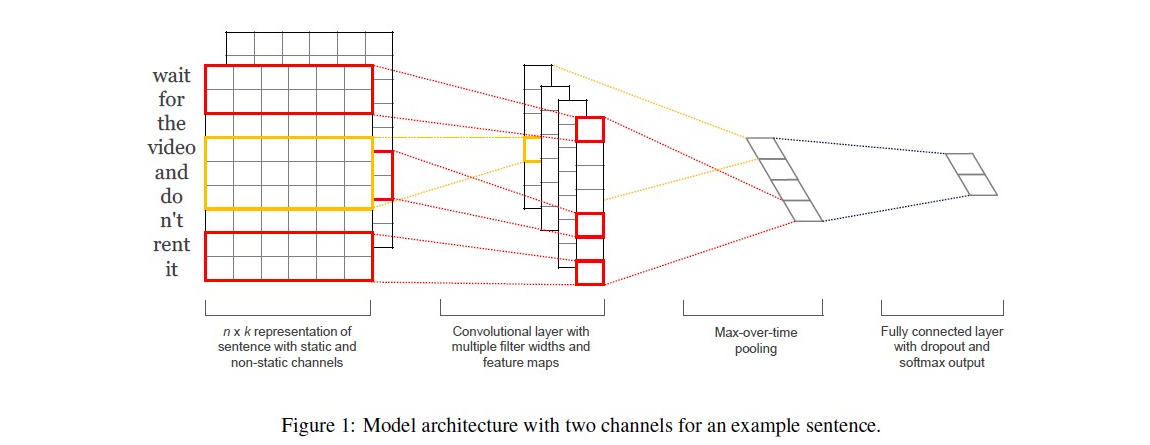 wait
for
the
video
and
do
n't
rent
it
n x k representation of
sentence with static and
non-static channels
Convolutional layer with
multiple filter widths and
feature maps
Max-over-time
pooling
Fully connected layer
with dropout and
softmax output
Figure 1: Model architecture with two channels for an example sentence.